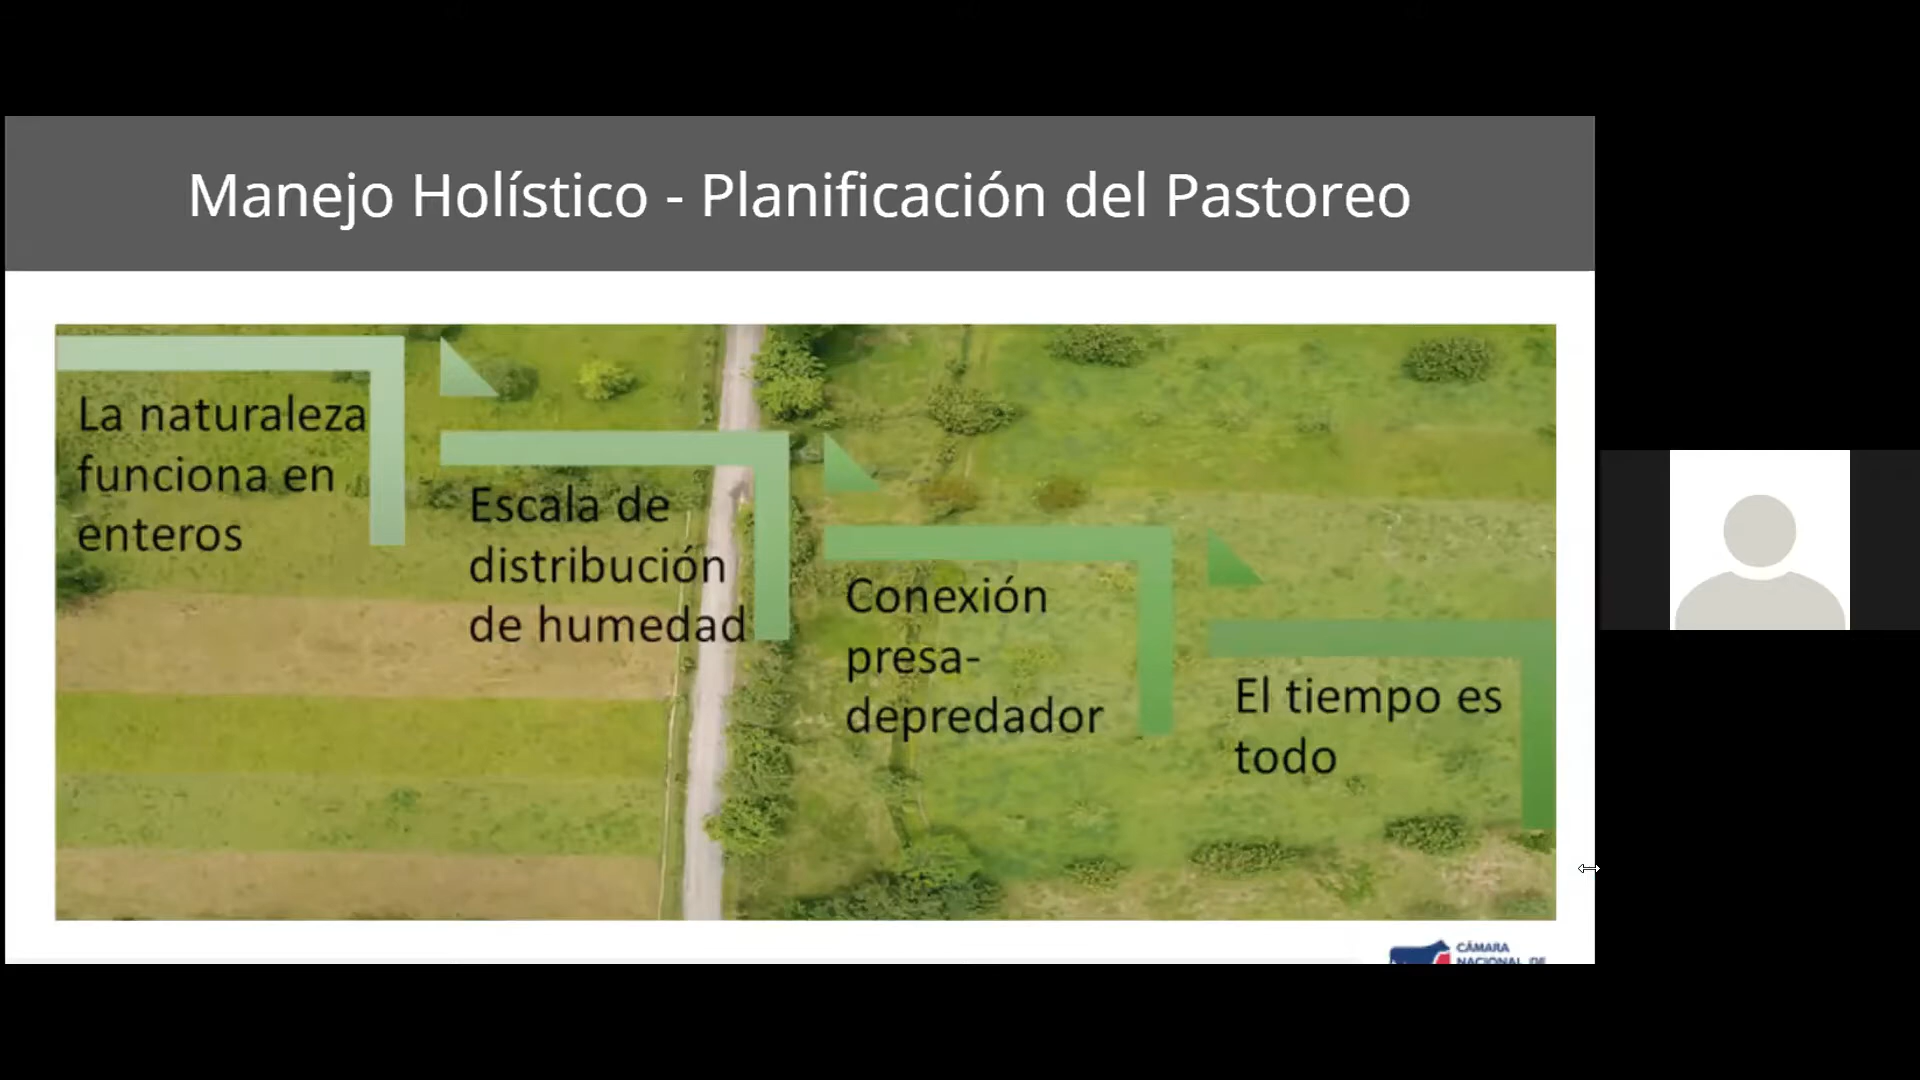 Manejo Holístico - Planificación del Pastoreo
La naturaleza
funciona en
enteros
Escala de
distribución
de humedad
Conexión
presa-
depredador
El tiempo es
todo
CÁMARA
NACIONAL DE